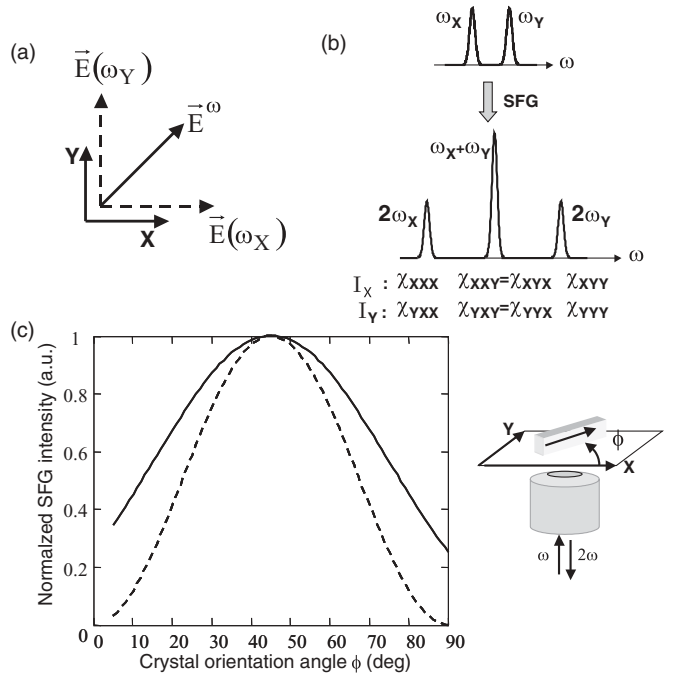 (a)
E⃗(ωY)
E⃗ω
Y
X
E⃗(ωX)
(b)
ωX ωY
ω
SFG
ωX+ωY
2ωX 2ωY
ω
IX : χXXX χXXY=χXYX χXYY
IY : χYXX χYXY=χYYX χYYY
(c)
Normalized SFG intensity (a.u.)
1
0.8
0.6
0.4
0.2
0
0 10 20 30 40 50 60 70 80 90
Crystal orientation angle ϕ (deg)
Y
ϕ
X
ω 2ω